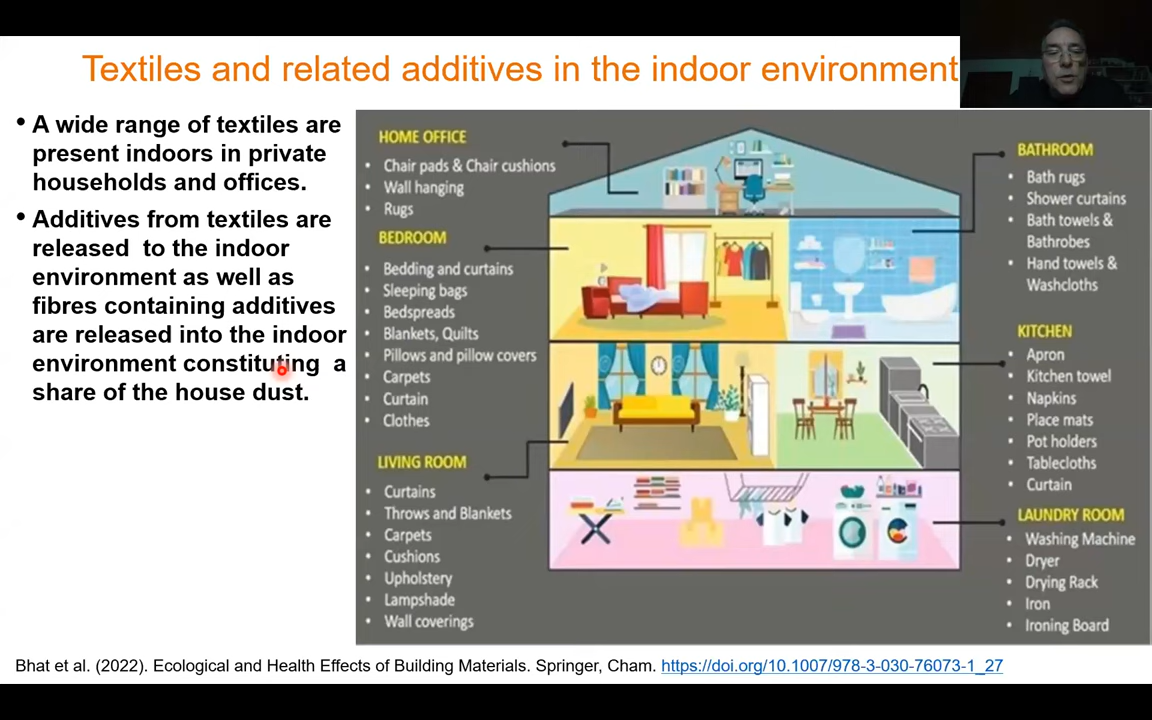 Textiles and related additives in the indoor environment
• A wide range of textiles are
present indoors in private
households and offices.
• Additives from textiles are
released to the indoor
environment as well as
fibres containing additives
are released into the indoor
environment constituting a
share of the house dust.
HOME OFFICE
• Chair pads & Chair cushions
• Wall hanging
• Rugs
BEDROOM
• Bedding and curtains
• Sleeping bags
• Bedspreads
• Blankets, Quilts
• Pillows and pillow covers
• Carpets
• Curtain
• Clothes
LIVING ROOM
• Curtains
• Throws and Blankets
• Carpets
• Cushions
• Upholstery
• Lampshade
• Wall coverings
BATHROOM
• Bath rugs
• Shower curtains
• Bath towels &
Bathrobes
• Hand towels &
Washcloths
KITCHEN
• Apron
• Kitchen towel
• Napkins
• Place mats
• Pot holders
• Tablecloths
• Curtain
LAUNDRY ROOM
• Washing Machine
• Dryer
• Drying Rack
• Iron
• Ironing Board
Bhat et al. (2022). Ecological and Health Effects of Building Materials. Springer, Cham. https://doi.org/10.1007/978-3-030-76073-1_27